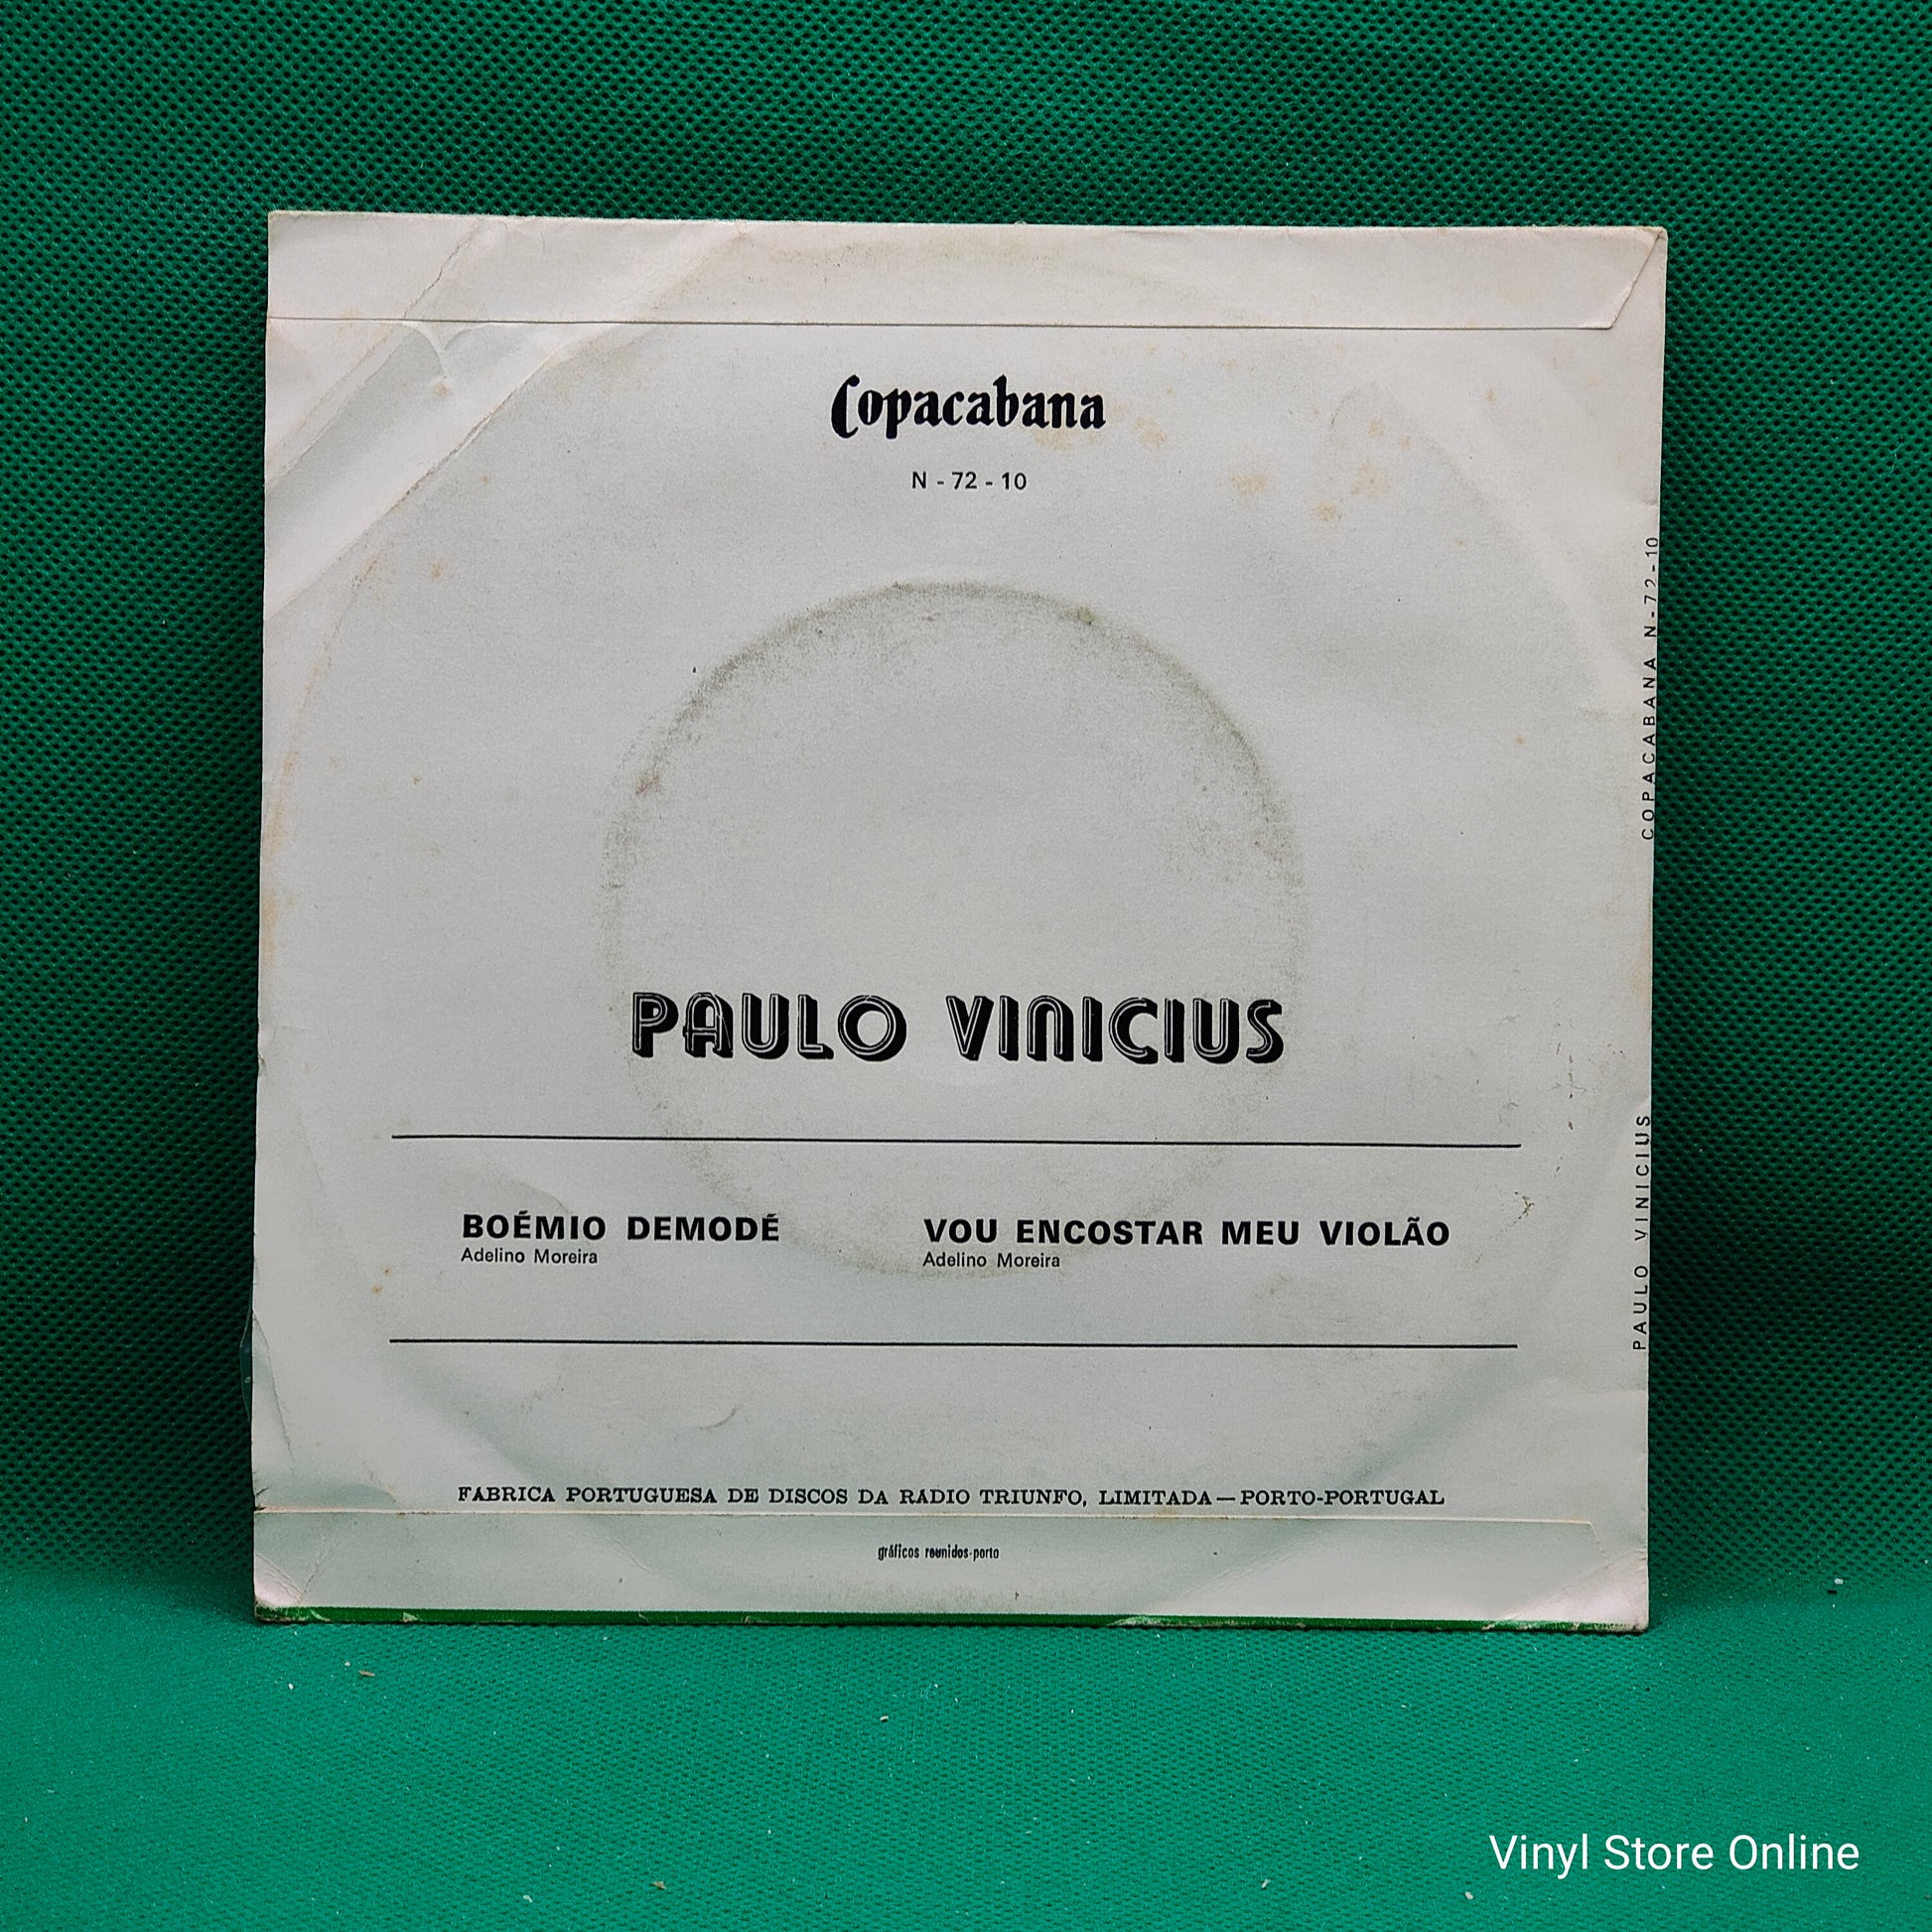 Copacabana
N - 72 - 10
COPACABANA N - 72 - 10
PAULO VINICIUS
PAULO VINICIUS
BOÉMIO DEMODÉ
Adelino Moreira
VOU ENCOSTAR MEU VIOLÃO
Adelino Moreira
FABRICA PORTUGUESA DE DISCOS DA RADIO TRIUNFO, LIMITADA — PORTO-PORTUGAL
gráficos reunidos-porto
Vinyl Store Online